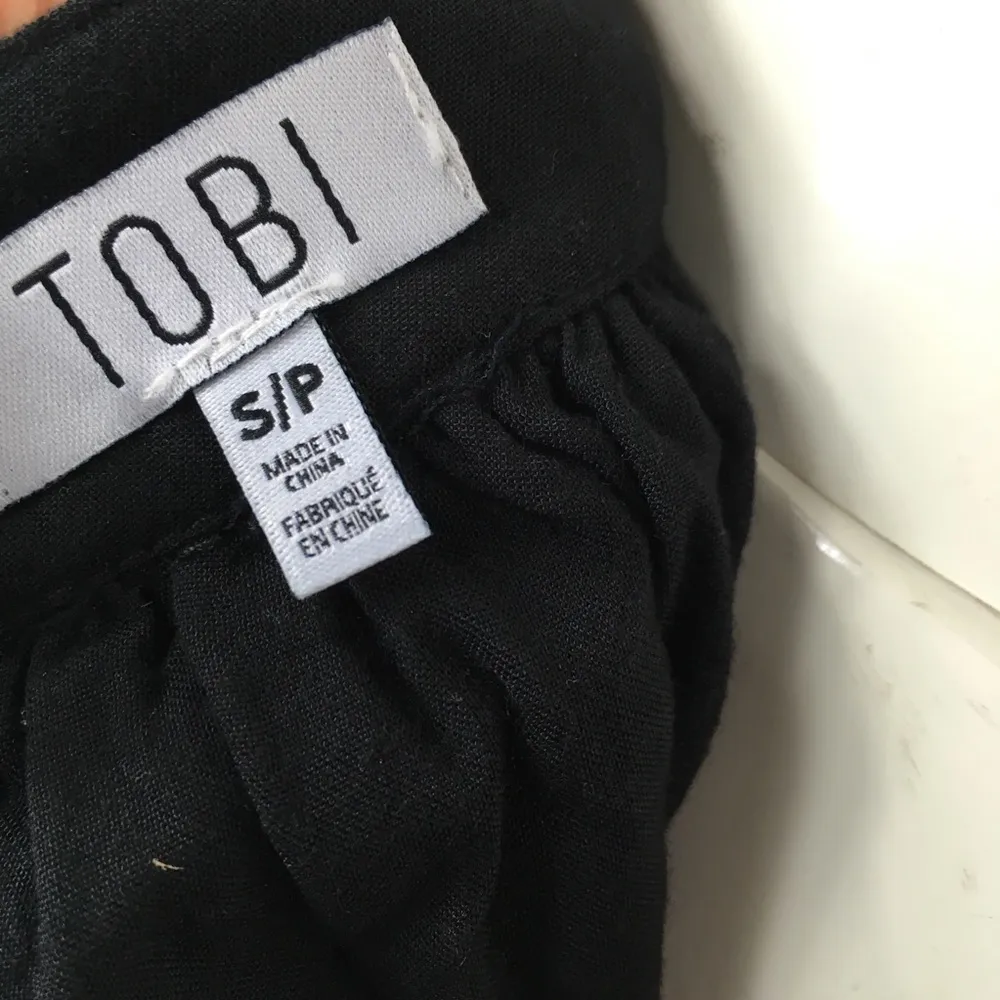 TOBI
S/P
MADE IN
CHINA
FABRIQUÉ
EN CHINE